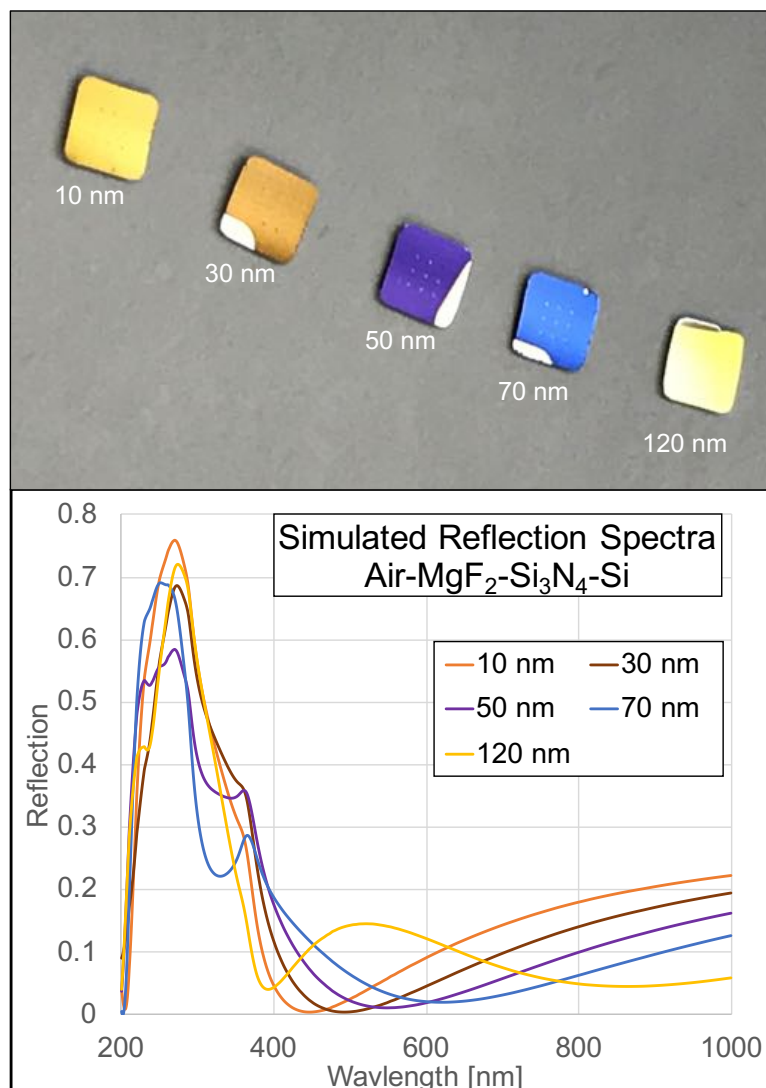 10 nm
30 nm
50 nm
70 nm
120 nm
Simulated Reflection Spectra
Air-MgF₂-Si₃N₄-Si
10 nm 30 nm
50 nm 70 nm
120 nm
Reflection
0.8
0.7
0.6
0.5
0.4
0.3
0.2
0.1
0
200 400 600 800 1000
Wavlength [nm]